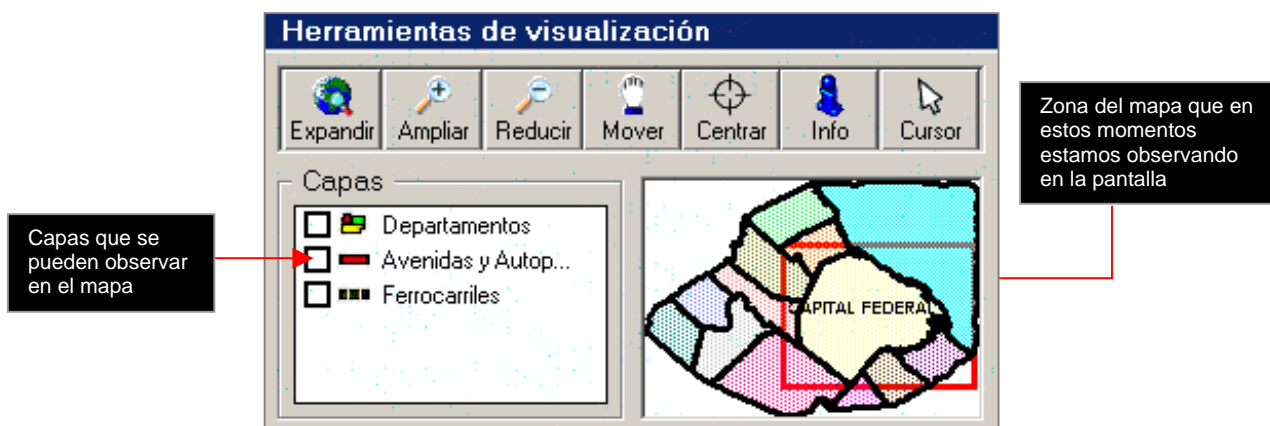 Herramientas de visualización
Expandir Ampliar Reducir Mover Centrar Info Cursor
Zona del mapa que en
estos momentos
estamos observando
en la pantalla
Capas
Departamentos
Avenidas y Autop...
Ferrocarriles
Capas que se
pueden observar
en el mapa
CAPITAL FEDERAL